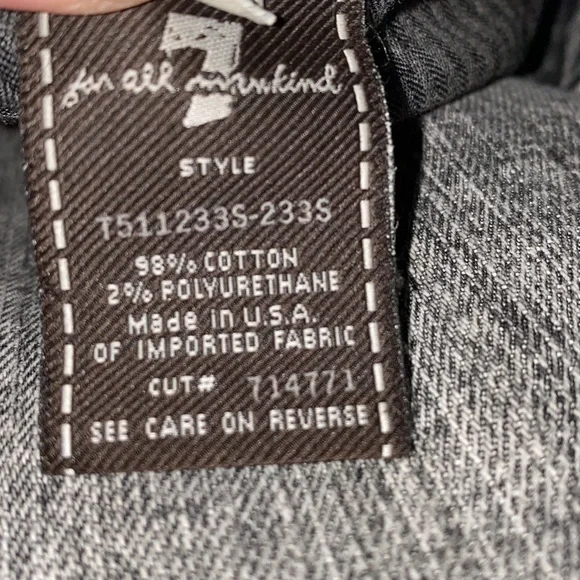 7
for all mankind
STYLE
T511233S-233S
98% COTTON
2% POLYURETHANE
Made in U.S.A.
OF IMPORTED FABRIC
CUT# 714771
SEE CARE ON REVERSE